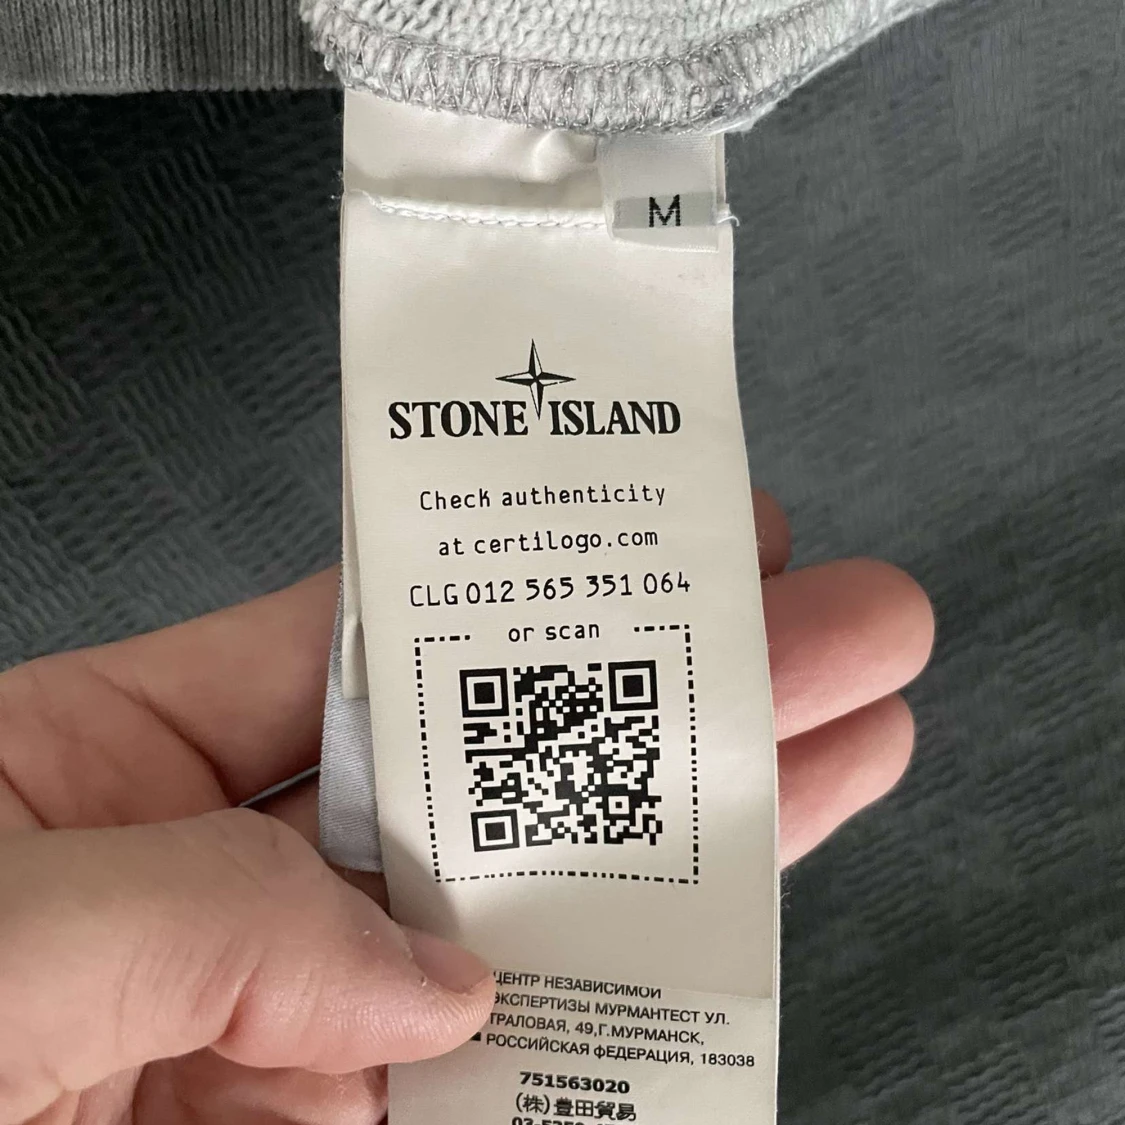 M
STONE ISLAND
Check authenticity
at certilogo.com
CLG 012 565 351 064
or scan
ЦЕНТР НЕЗАВИСИМОЙ
ЭКСПЕРТИЗЫ МУРМАНТЕСТ УЛ.
49,Г.МУРМАНСК,
РОССИЙСКАЯ ФЕДЕРАЦИЯ, 183038
751563020
(株)豊田貿易